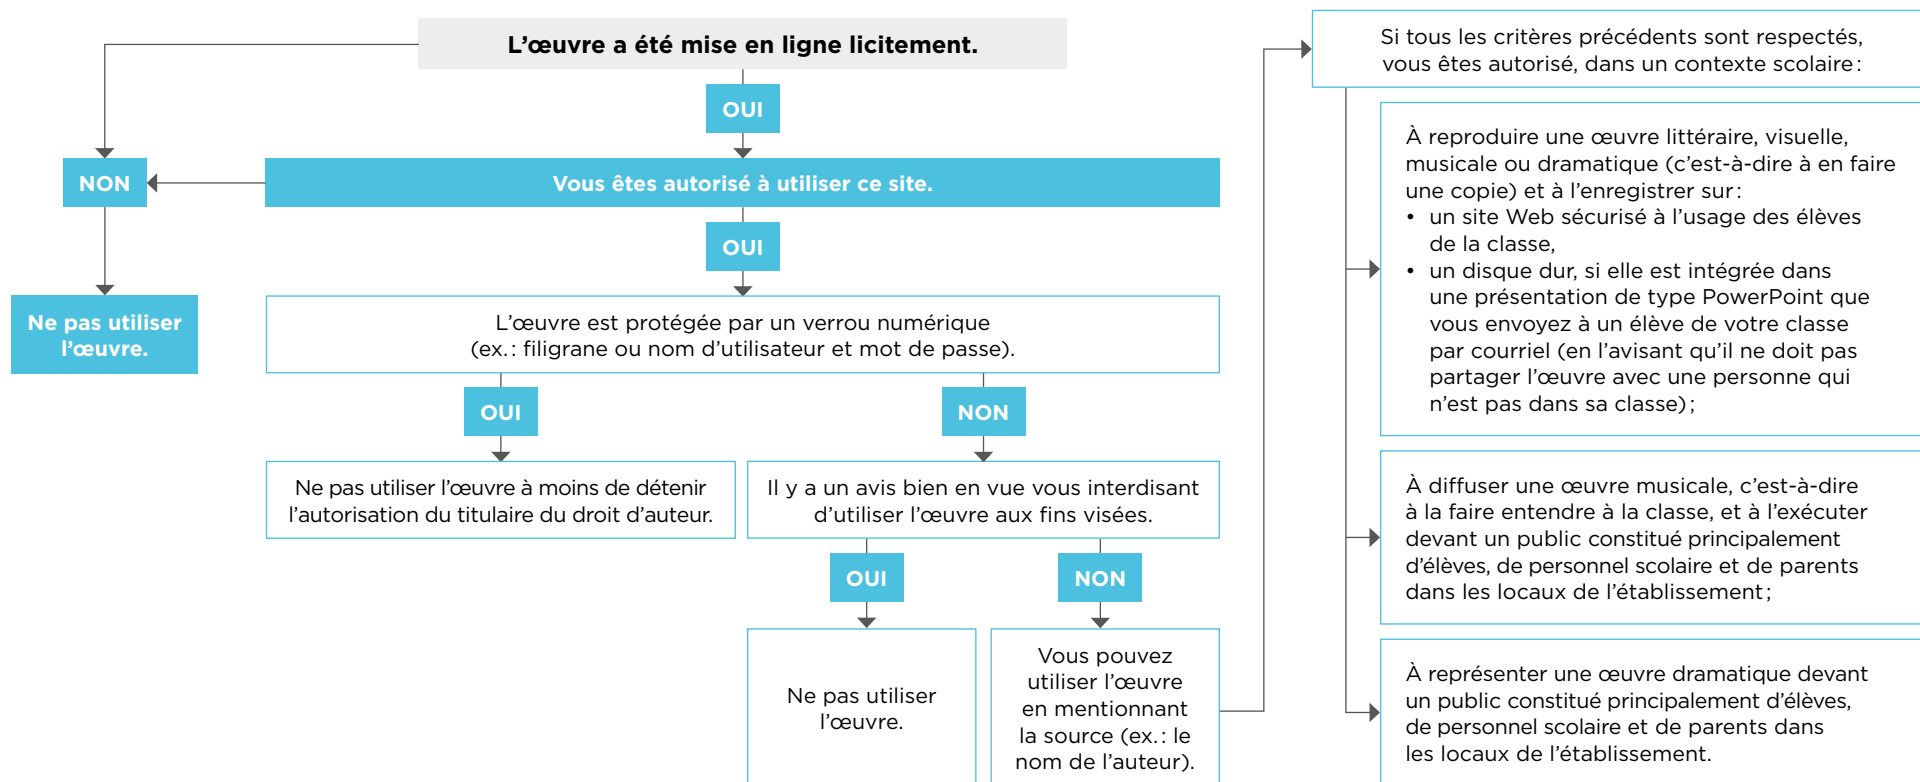 L’œuvre a été mise en ligne licitement.
OUI
NON
Vous êtes autorisé à utiliser ce site.
OUI
Ne pas utiliser
l’œuvre.
L’œuvre est protégée par un verrou numérique
(ex. : filigrane ou nom d’utilisateur et mot de passe).
OUI
NON
Ne pas utiliser l’œuvre à moins de détenir
l’autorisation du titulaire du droit d’auteur.
Il y a un avis bien en vue vous interdisant
d’utiliser l’œuvre aux fins visées.
OUI
NON
Ne pas utiliser
l’œuvre.
Vous pouvez
utiliser l’œuvre
en mentionnant
la source (ex. : le
nom de l’auteur).
Si tous les critères précédents sont respectés,
vous êtes autorisé, dans un contexte scolaire :
À reproduire une œuvre littéraire, visuelle,
musicale ou dramatique (c’est-à-dire à en faire
une copie) et à l’enregistrer sur :
• un site Web sécurisé à l’usage des élèves
de la classe,
• un disque dur, si elle est intégrée dans
une présentation de type PowerPoint que
vous envoyez à un élève de votre classe
par courriel (en l’avisant qu’il ne doit pas
partager l’œuvre avec une personne qui
n’est pas dans sa classe) ;
À diffuser une œuvre musicale, c’est-à-dire
à la faire entendre à la classe, et à l’exécuter
devant un public constitué principalement
d’élèves, de personnel scolaire et de parents
dans les locaux de l’établissement ;
À représenter une œuvre dramatique devant
un public constitué principalement d’élèves,
de personnel scolaire et de parents dans
les locaux de l’établissement.